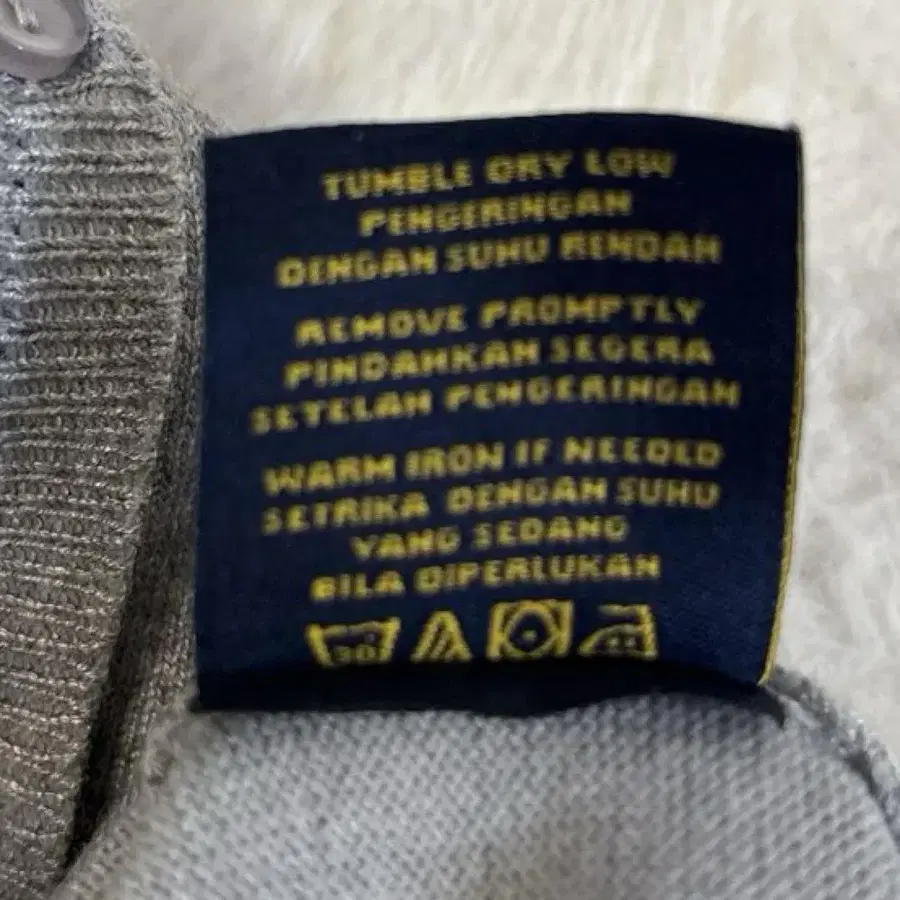 TUMBLE DRY LOW
PENGERINGAN
DENGAN SUHU RENDAH
REMOVE PROMPTLY
PINDAHKAN SEGERA
SETELAH PENGERINGAN
WARM IRON IF NEEDED
SETRIKA DENGAN SUHU
YANG SEDANG
BILA DIPERLUKAN
30